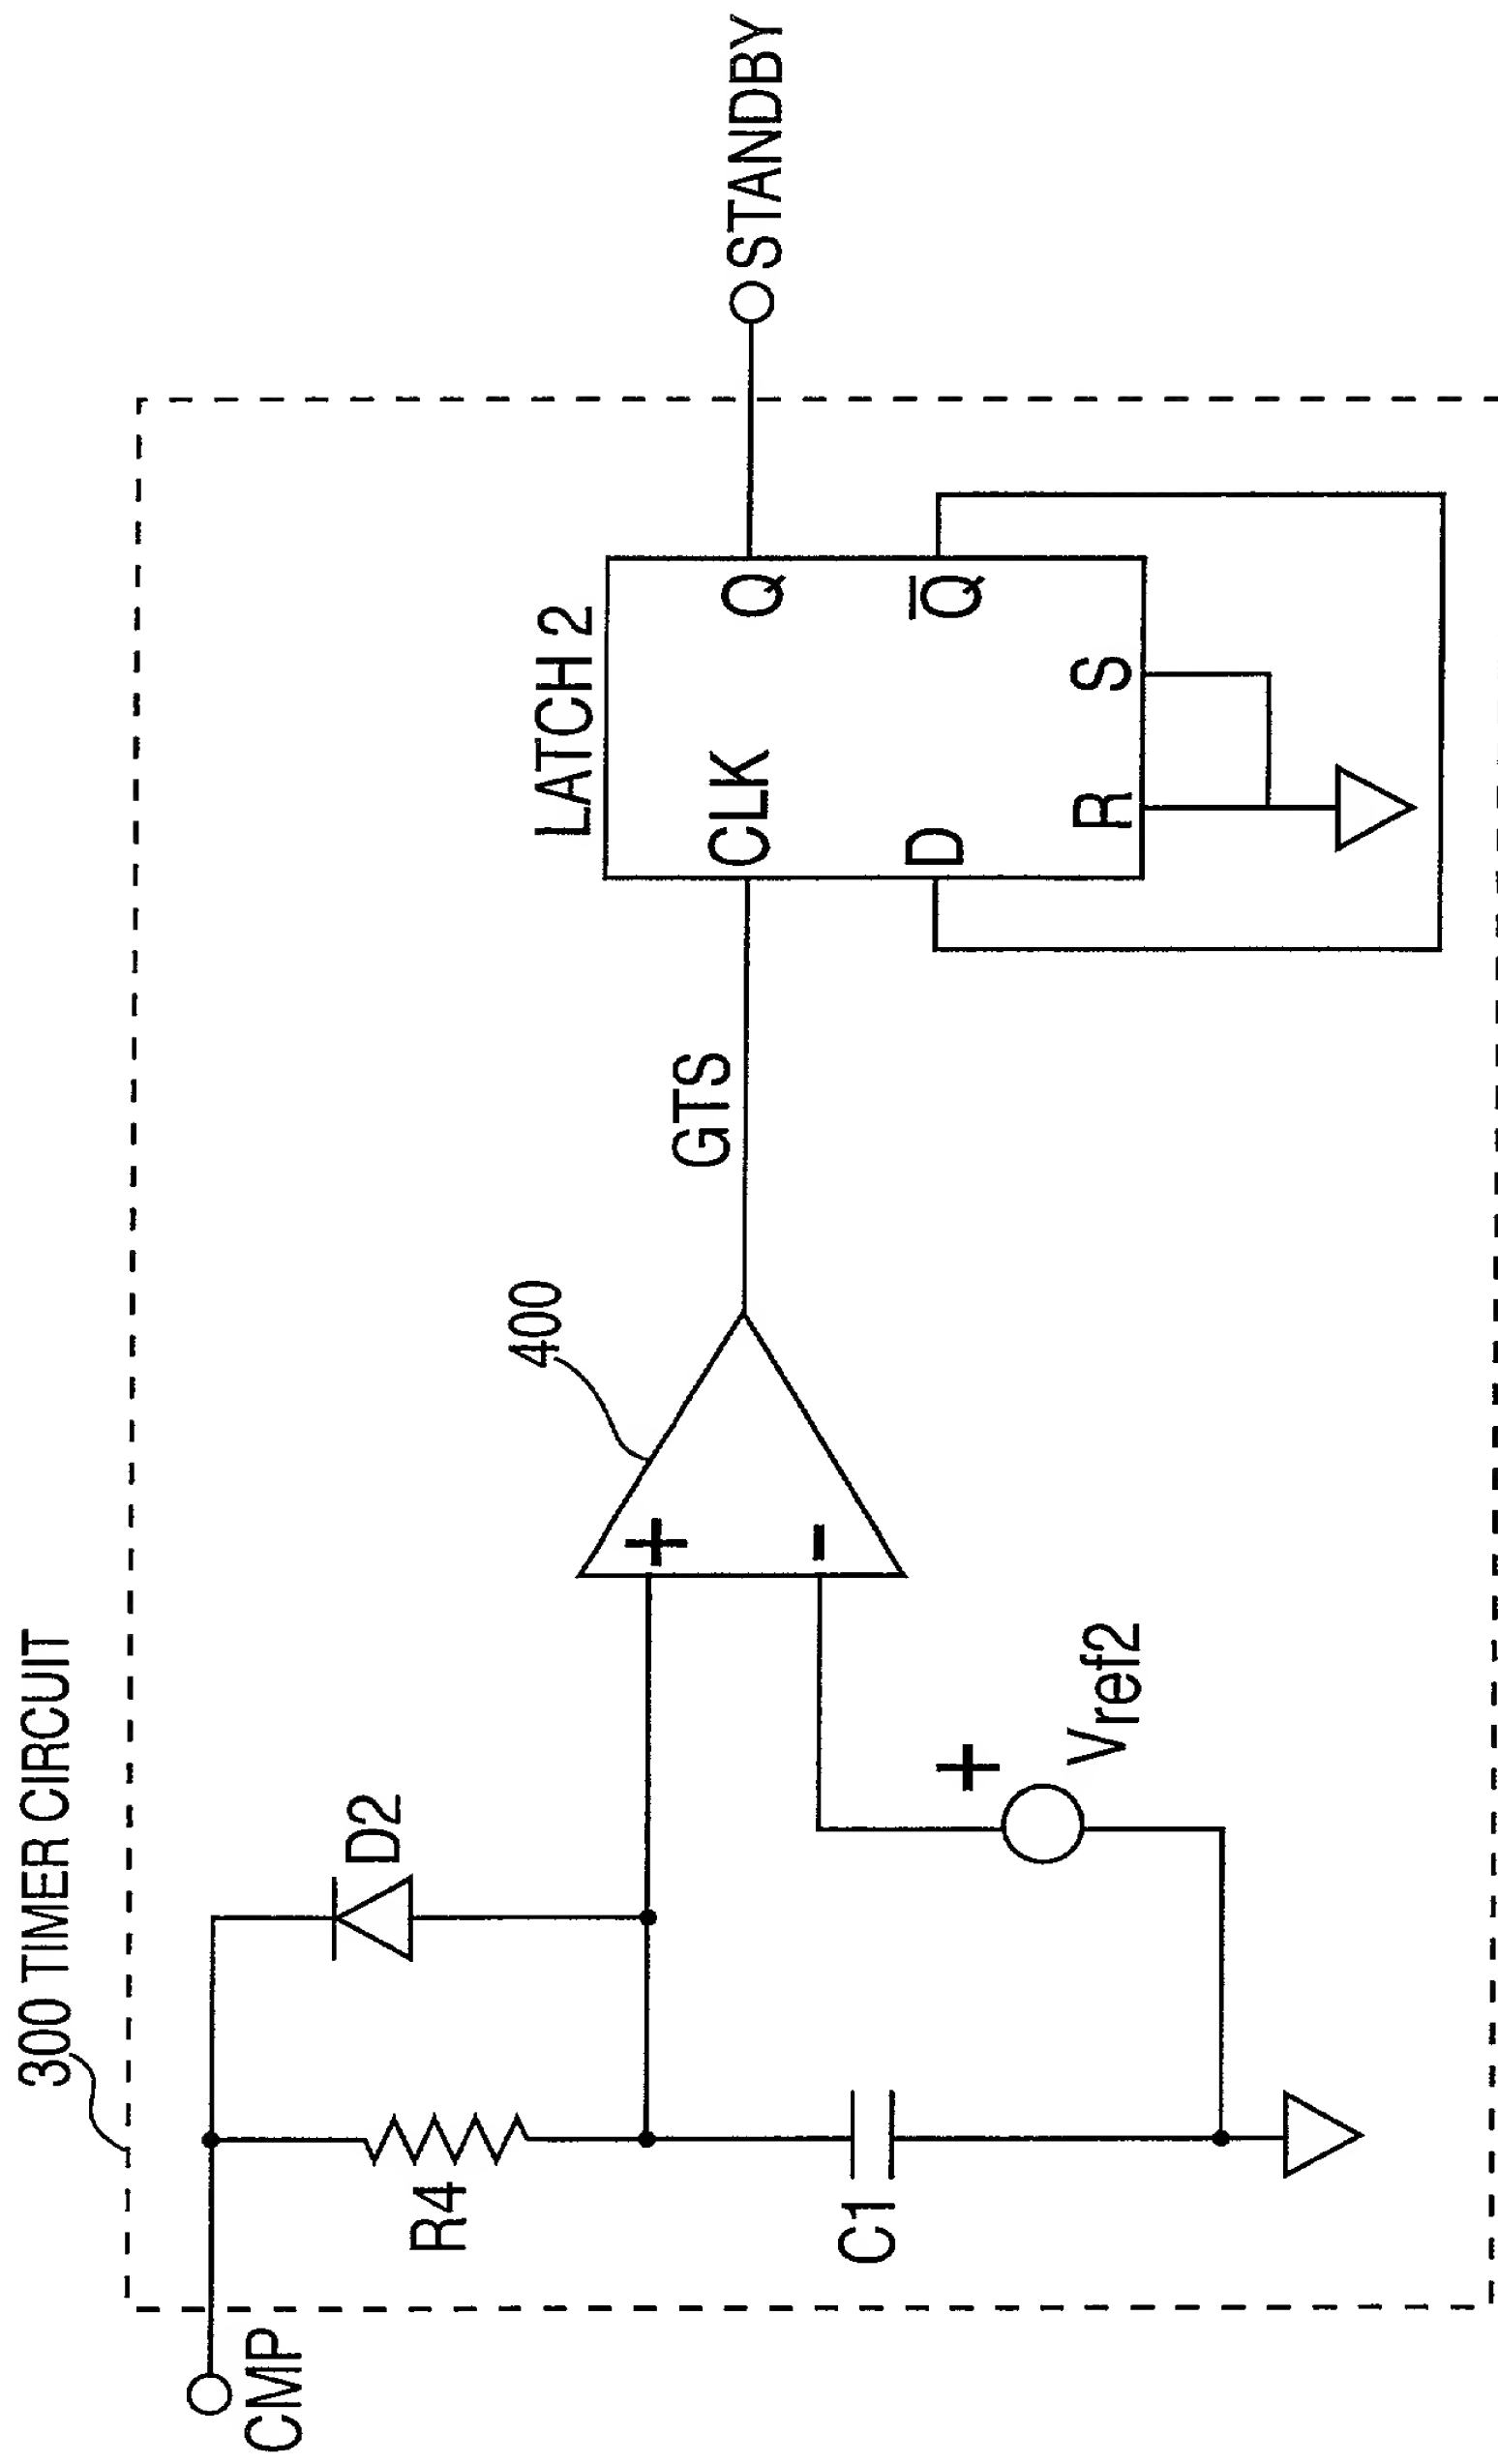 300 TIMER CIRCUIT
CMP
R4
D2
C1
+
Vref2
400
+
-
GTS
LATCH 2
CLK
Q
D
Q̅
R
S
STANDBY